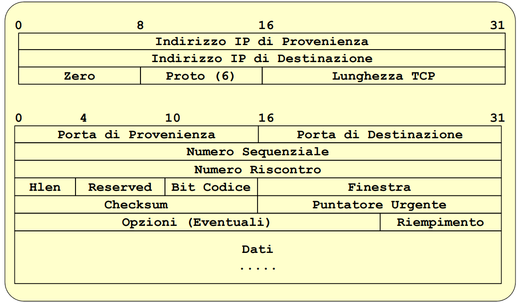 0 8 16 31
Indirizzo IP di Provenienza
Indirizzo IP di Destinazione
Zero Proto (6) Lunghezza TCP
0 4 10 16 31
Porta di Provenienza Porta di Destinazione
Numero Sequenziale
Numero Riscontro
Hlen Reserved Bit Codice Finestra
Checksum Puntatore Urgente
Opzioni (Eventuali) Riempimento
Dati
.....